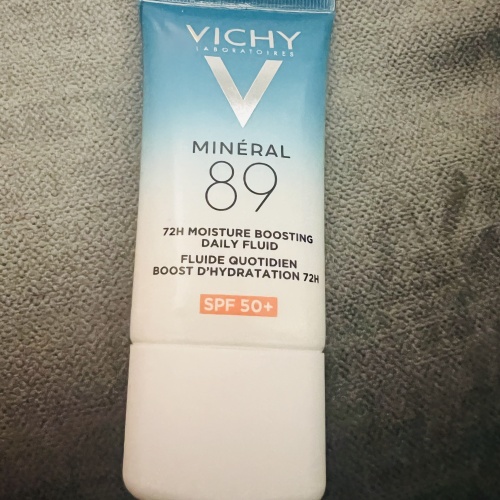 VICHY
LABORATOIRES
MINÉRAL
89
72H MOISTURE BOOSTING
DAILY FLUID
FLUIDE QUOTIDIEN
BOOST D'HYDRATATION 72H
SPF 50+